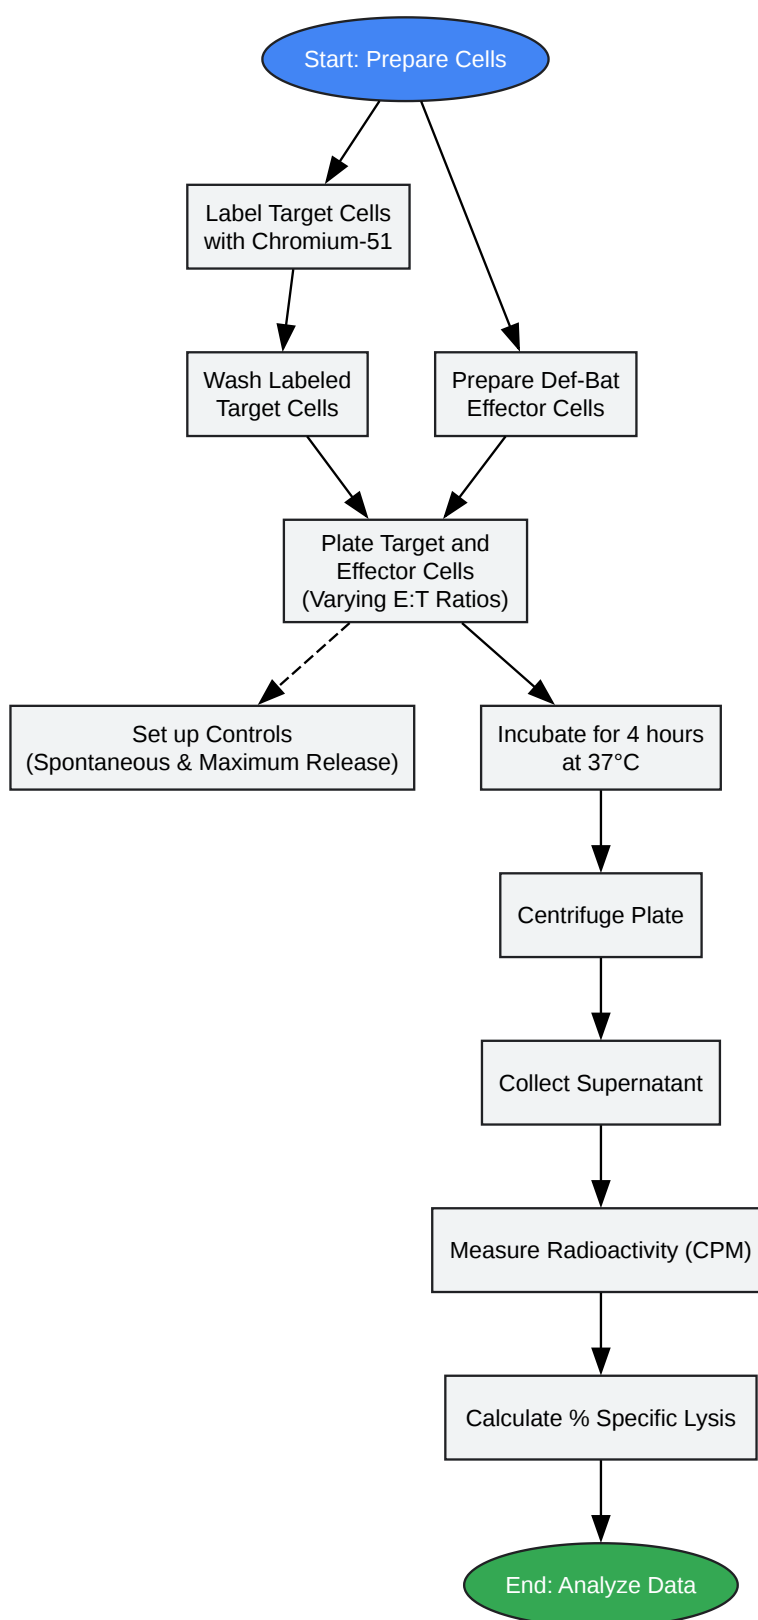 Start: Prepare Cells
Label Target Cells
with Chromium-51
Wash Labeled
Target Cells
Prepare Def-Bat
Effector Cells
Plate Target and
Effector Cells
(Varying E:T Ratios)
Set up Controls
(Spontaneous & Maximum Release)
Incubate for 4 hours
at 37°C
Centrifuge Plate
Collect Supernatant
Measure Radioactivity (CPM)
Calculate % Specific Lysis
End: Analyze Data